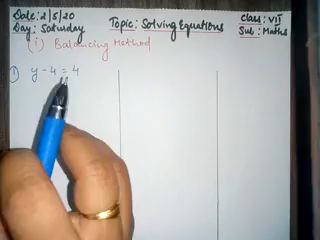 Date: 2/5/20 Topic: Solving Equations Class: VII
Day: Saturday Sub: Maths
(i) Balancing Method
① y - 4 = 4